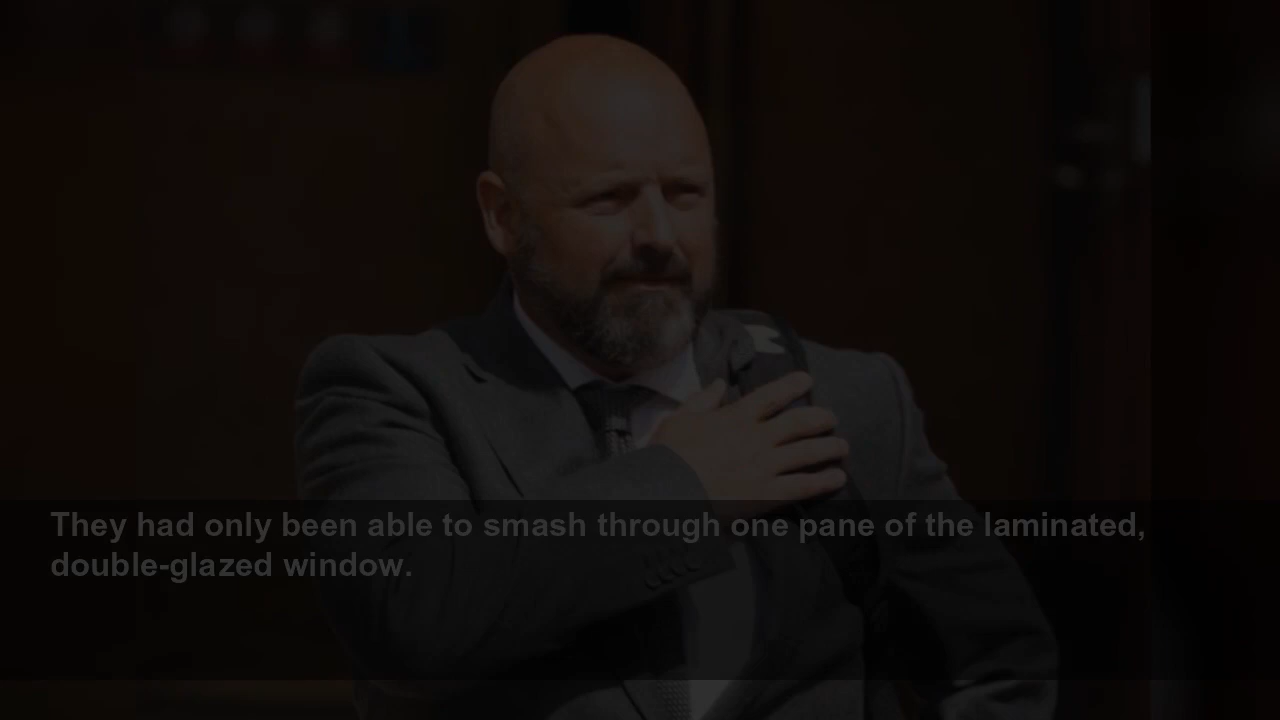 They had only been able to smash through one pane of the laminated,
double-glazed window.